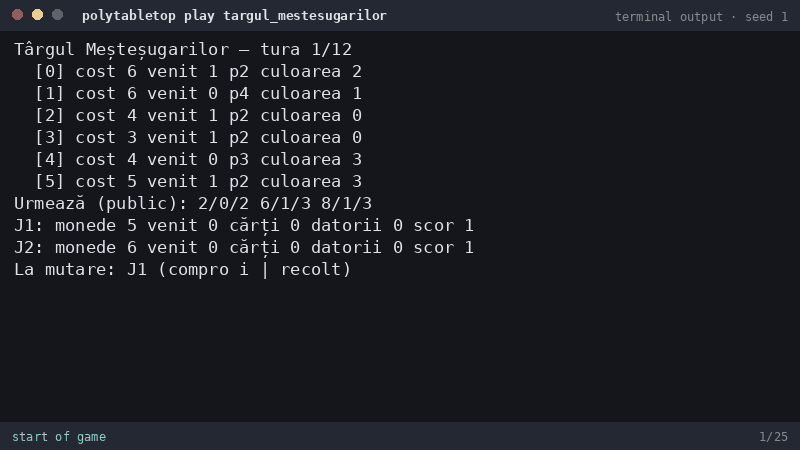 polytabletop play targul_mestesugarilor
terminal output · seed 1
Târgul Meșteșugarilor — tura 1/12
[0] cost 6 venit 1 p2 culoarea 2
[1] cost 6 venit 0 p4 culoarea 1
[2] cost 4 venit 1 p2 culoarea 0
[3] cost 3 venit 1 p2 culoarea 0
[4] cost 4 venit 0 p3 culoarea 3
[5] cost 5 venit 1 p2 culoarea 3
Urmează (public): 2/0/2 6/1/3 8/1/3
J1: monede 5 venit 0 cărți 0 datorii 0 scor 1
J2: monede 6 venit 0 cărți 0 datorii 0 scor 1
La mutare: J1 (compro i | recolt)
start of game
1/25